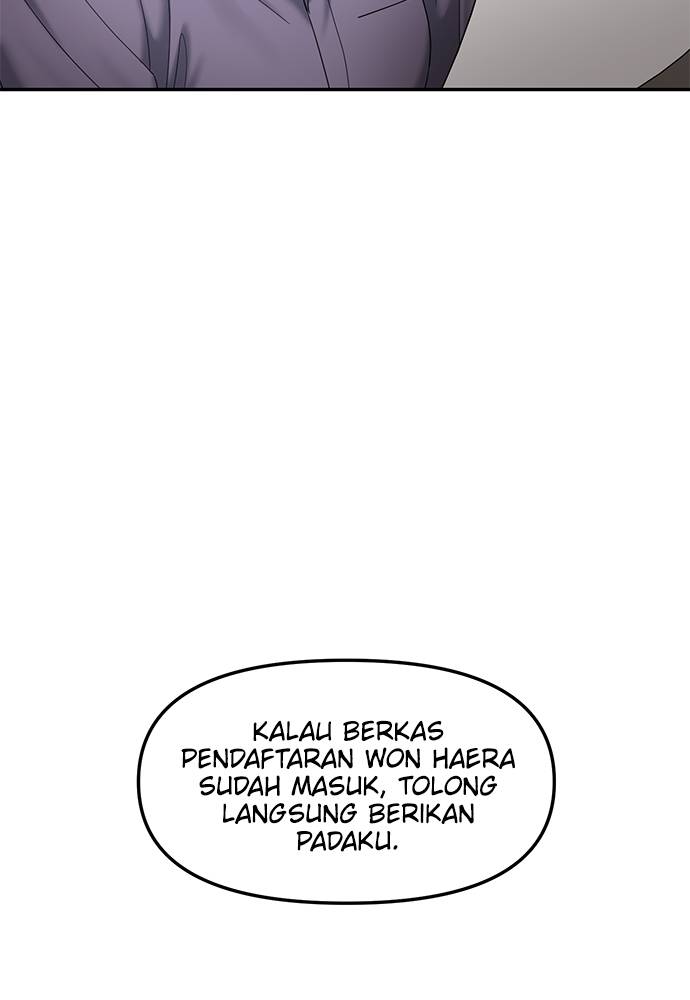 KALAU BERKAS
PENDAFTARAN WON HAERA
SUDAH MASUK, TOLONG
LANGSUNG BERIKAN
PADAKU.